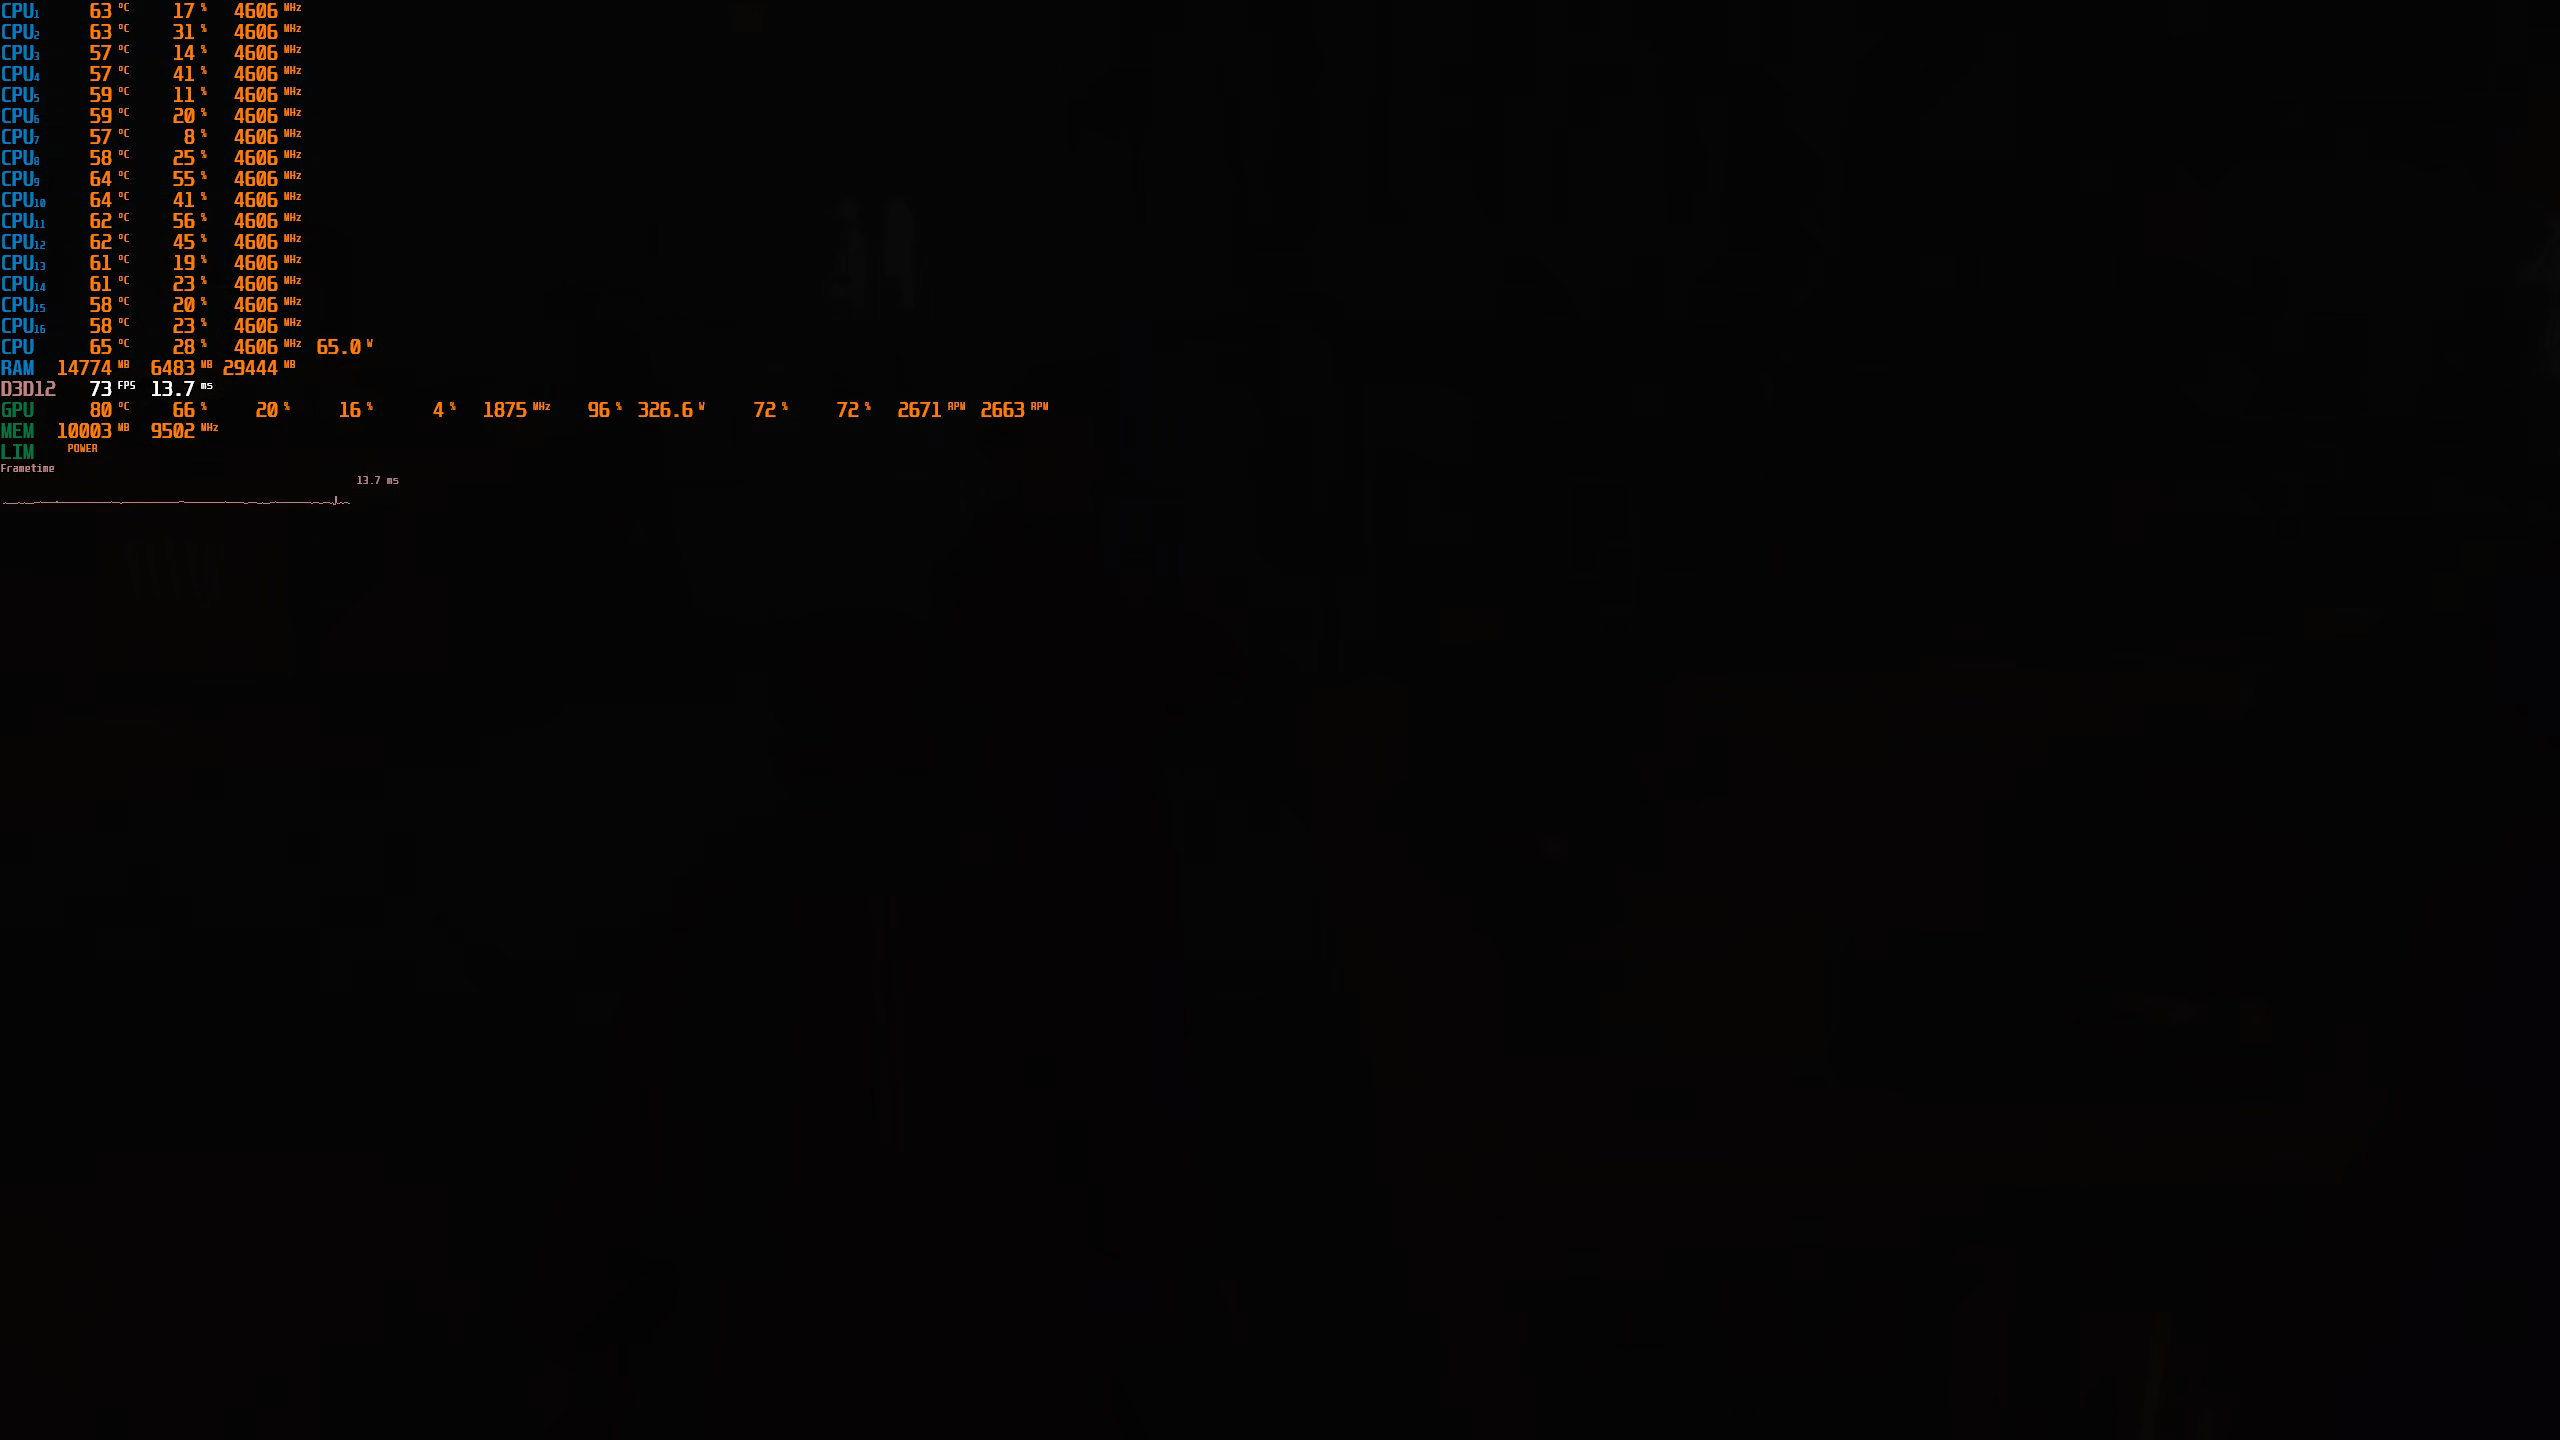 CPU1 63 °C 17 % 4606 MHz
CPU2 63 °C 31 % 4606 MHz
CPU3 57 °C 14 % 4606 MHz
CPU4 57 °C 41 % 4606 MHz
CPU5 59 °C 11 % 4606 MHz
CPU6 59 °C 20 % 4606 MHz
CPU7 57 °C 8 % 4606 MHz
CPU8 58 °C 25 % 4606 MHz
CPU9 64 °C 55 % 4606 MHz
CPU10 64 °C 41 % 4606 MHz
CPU11 62 °C 56 % 4606 MHz
CPU12 62 °C 45 % 4606 MHz
CPU13 61 °C 19 % 4606 MHz
CPU14 61 °C 23 % 4606 MHz
CPU15 58 °C 20 % 4606 MHz
CPU16 58 °C 23 % 4606 MHz
CPU 65 °C 28 % 4606 MHz 65.0 W
RAM 14774 MB 6483 MB 29444 MB
D3D12 73 FPS 13.7 ms
GPU 80 °C 66 % 20 % 16 % 4 % 1875 MHz 96 % 326.6 W 72 % 72 % 2671 RPM 2663 RPM
MEM 10003 MB 9502 MHz
LIM POWER
Frametime
13.7 ms